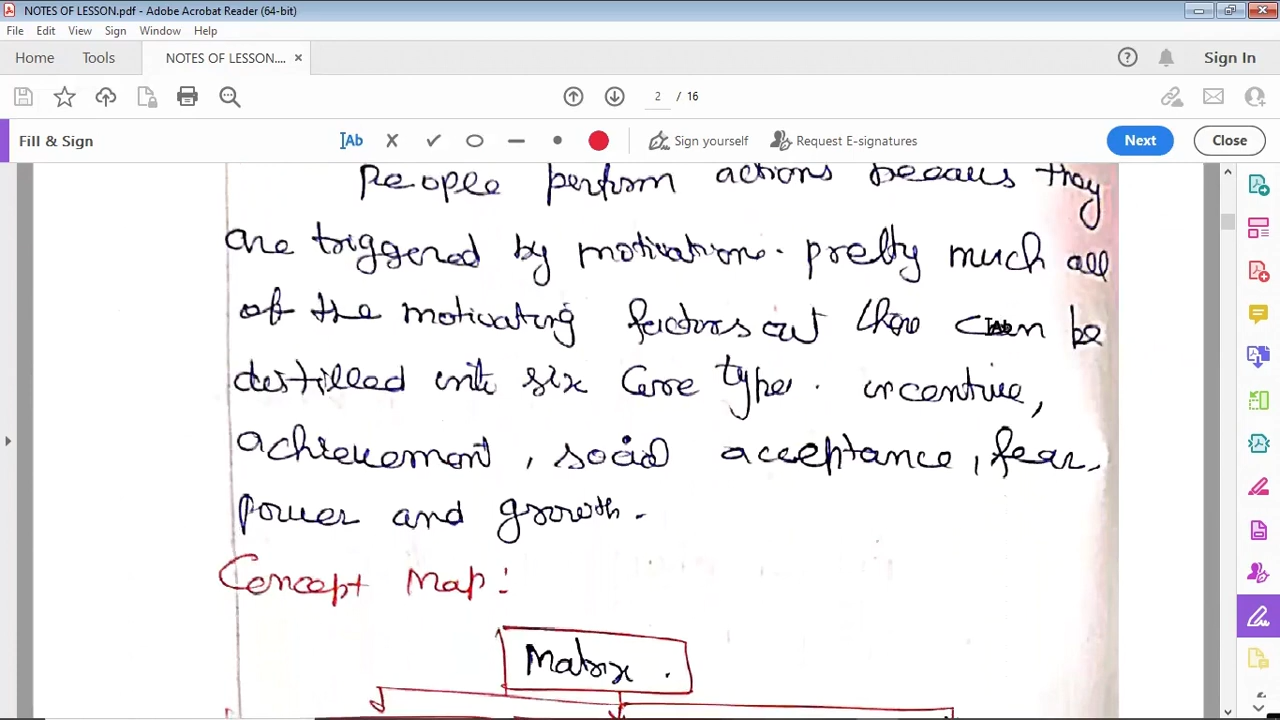 NOTES OF LESSON.pdf - Adobe Acrobat Reader (64-bit)
File Edit View Sign Window Help
Home Tools NOTES OF LESSON.... ×
Sign In
2 / 16
Fill & Sign
Ab
Sign yourself
Request E-signatures
Next
Close
People perform actions becaus they
are triggered by motivations. pretty much all
of the motivating factors out there can be
distilled into six Core type. incentive,
achievement, social acceptance, fear,
power and growth.
Concept Map:
Matrix.